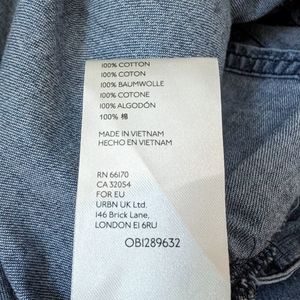 100% COTTON
100% COTON
100% BAUMWOLLE
100% COTONE
100% ALGODÓN
100% 棉
MADE IN VIETNAM
HECHO EN VIETNAM
RN 66170
CA 32054
FOR EU
URBN UK Ltd.
146 Brick Lane,
LONDON E1 6RU
OB1289632